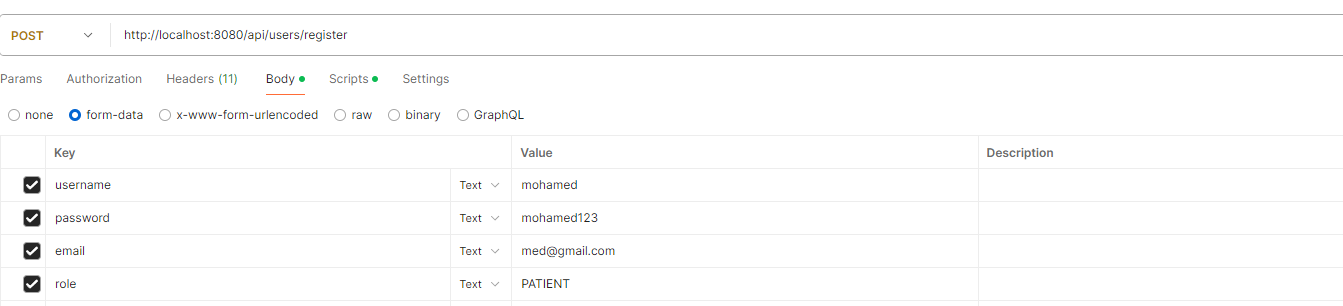 POST http://localhost:8080/api/users/register
Params Authorization Headers (11) Body Scripts Settings
none form-data x-www-form-urlencoded raw binary GraphQL
Key Value Description
username Text mohamed
password Text mohamed123
email Text med@gmail.com
role Text PATIENT